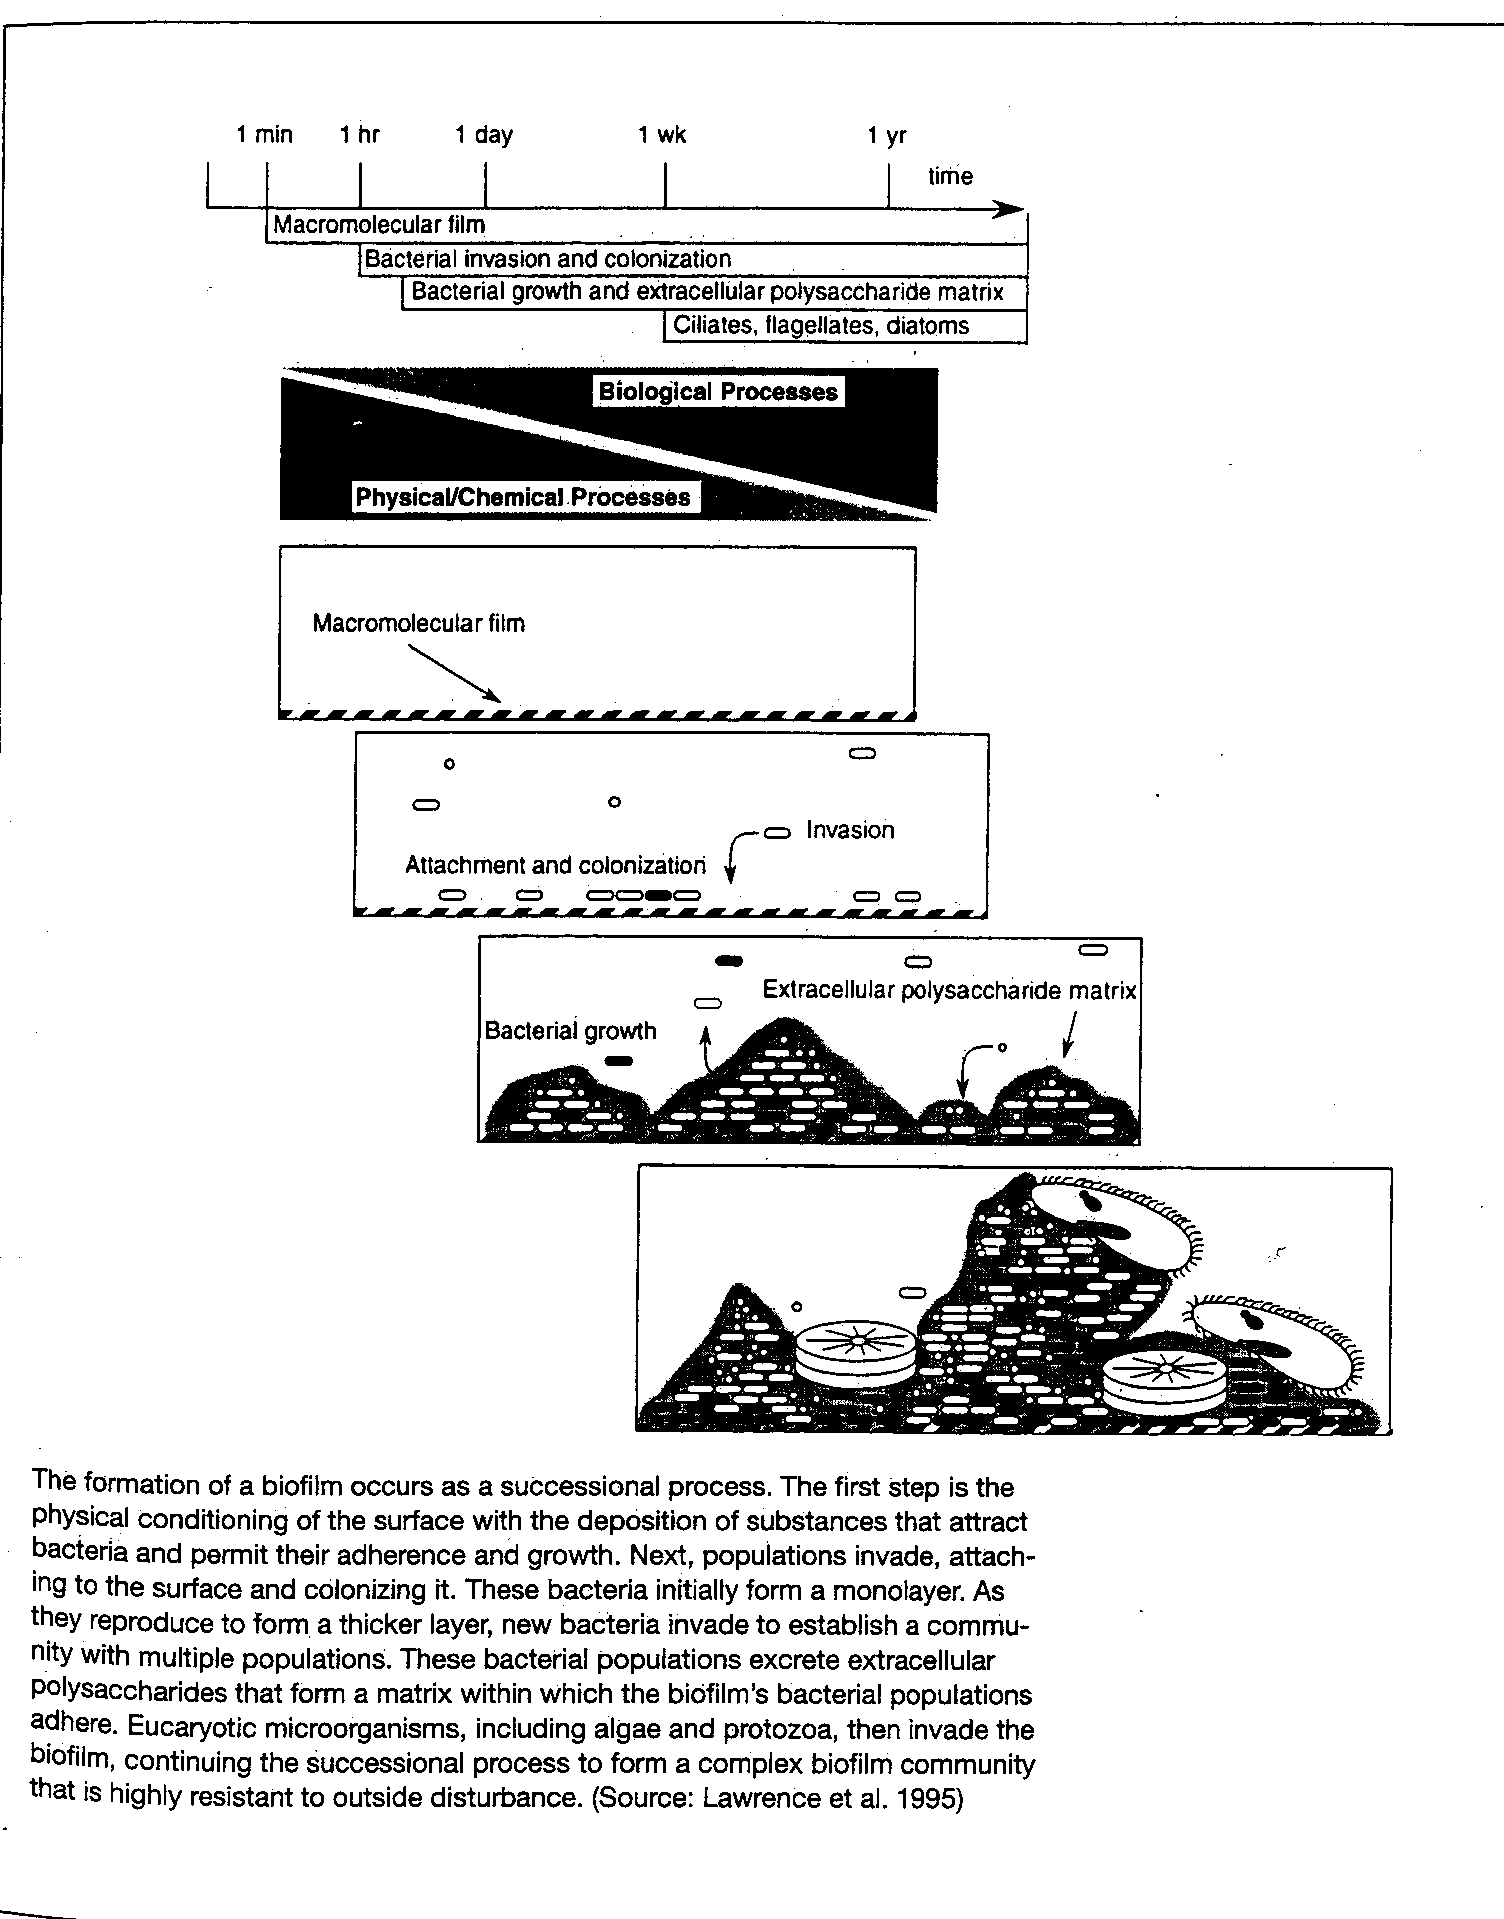 1 min 1 hr 1 day 1 wk 1 yr
time
Macromolecular film
Bacterial invasion and colonization
Bacterial growth and extracellular polysaccharide matrix
Ciliates, flagellates, diatoms
Biological Processes
Physical/Chemical Processes
Macromolecular film
Invasion
Attachment and colonization
Extracellular polysaccharide matrix
Bacterial growth
The formation of a biofilm occurs as a successional process. The first step is the
physical conditioning of the surface with the deposition of substances that attract
bacteria and permit their adherence and growth. Next, populations invade, attach-
ing to the surface and colonizing it. These bacteria initially form a monolayer. As
they reproduce to form a thicker layer, new bacteria invade to establish a commu-
nity with multiple populations. These bacterial populations excrete extracellular
polysaccharides that form a matrix within which the biofilm's bacterial populations
adhere. Eucaryotic microorganisms, including algae and protozoa, then invade the
biofilm, continuing the successional process to form a complex biofilm community
that is highly resistant to outside disturbance. (Source: Lawrence et al. 1995)